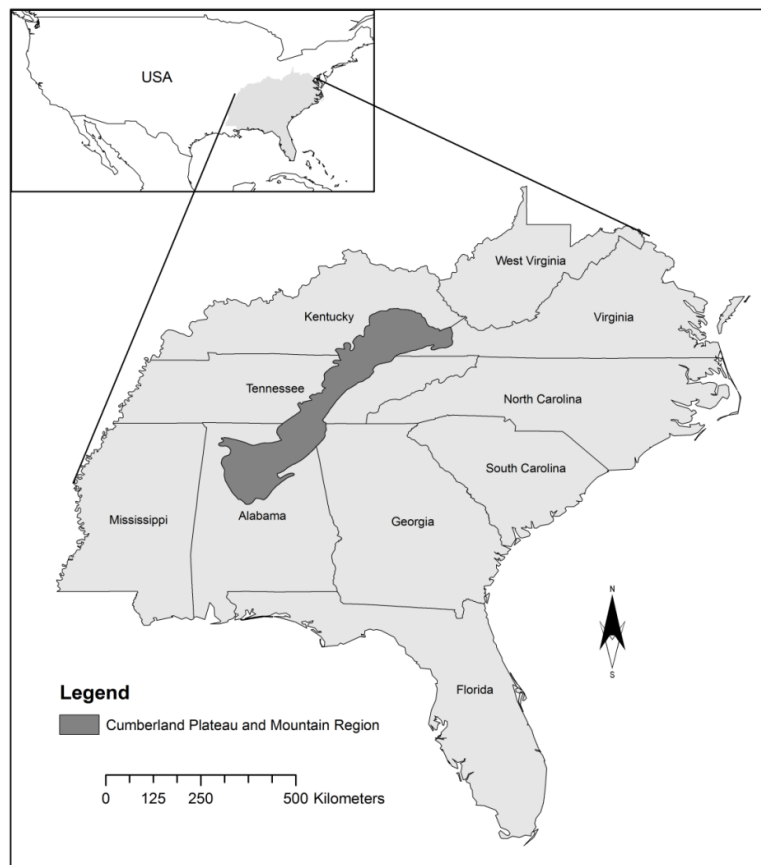 USA
West Virginia
Kentucky
Virginia
Tennessee
North Carolina
South Carolina
Mississippi
Alabama
Georgia
N
S
Florida
Legend
Cumberland Plateau and Mountain Region
0 125 250 500 Kilometers